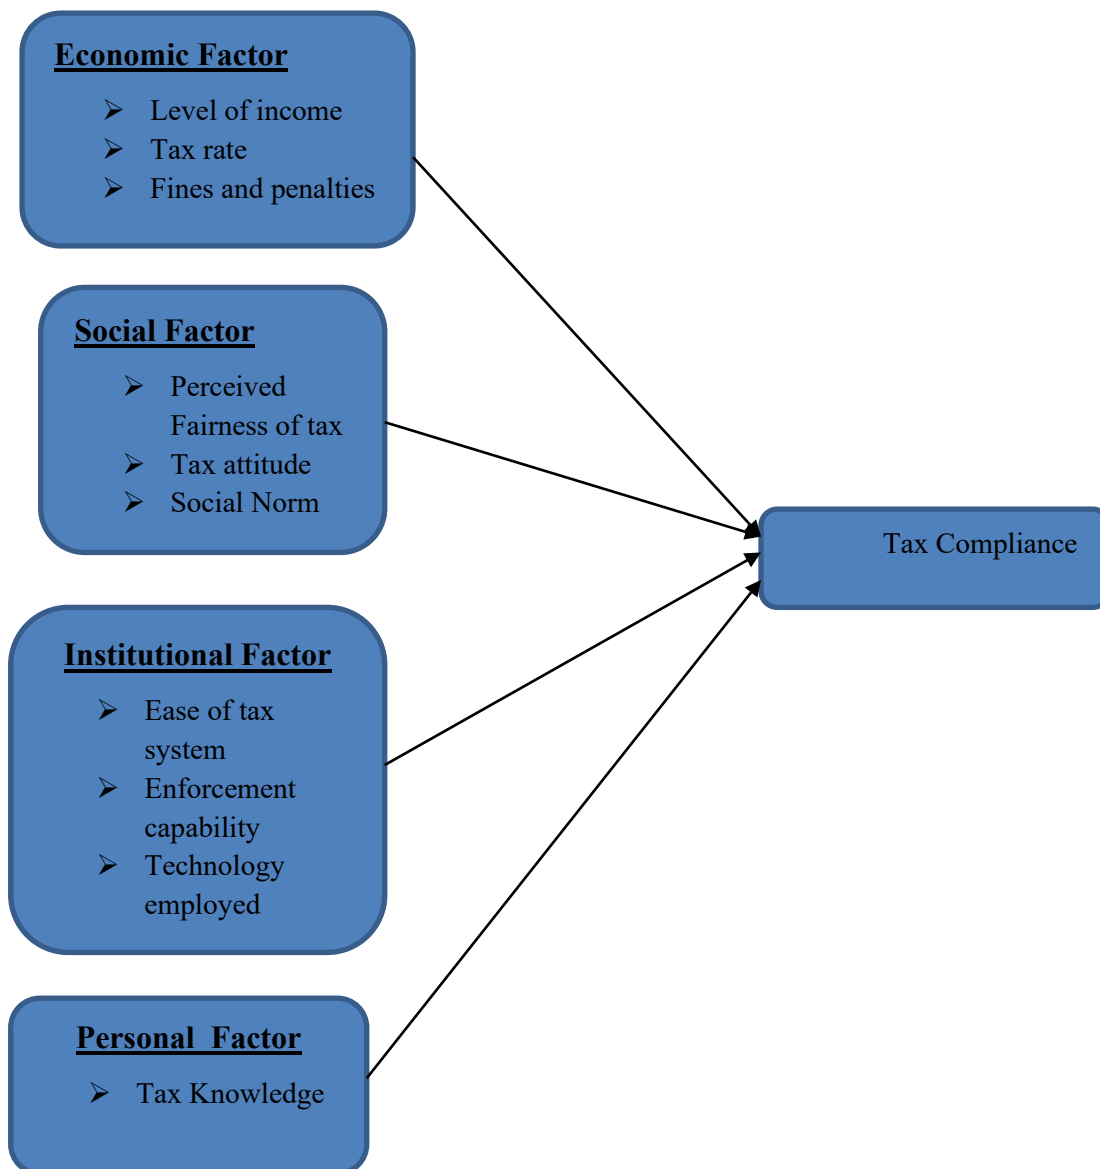 Economic Factor
➢ Level of income
➢ Tax rate
➢ Fines and penalties
Social Factor
➢ Perceived
Fairness of tax
➢ Tax attitude
➢ Social Norm
Institutional Factor
➢ Ease of tax
system
➢ Enforcement
capability
➢ Technology
employed
Personal  Factor
➢ Tax Knowledge
Tax Compliance